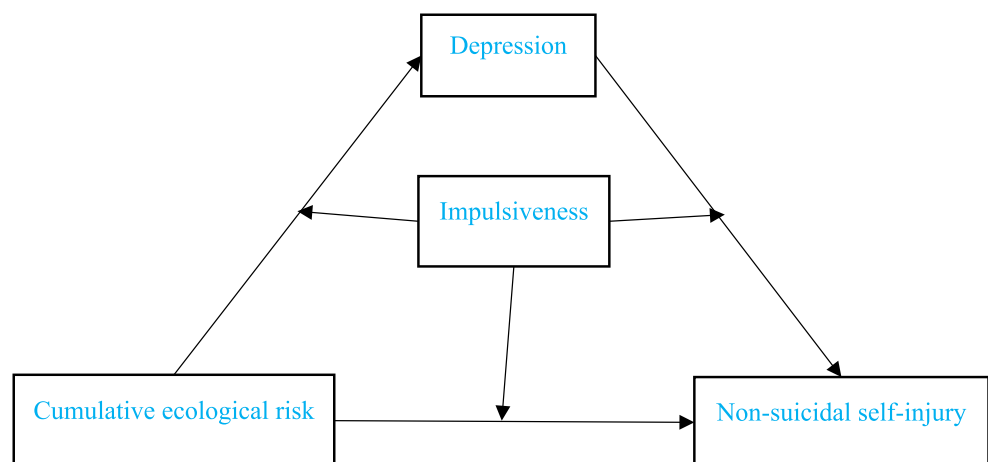 Depression
Impulsiveness
Cumulative ecological risk
Non-suicidal self-injury